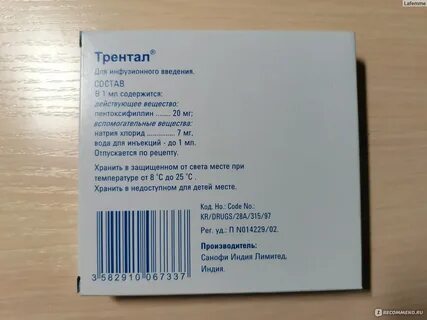 Lafemme
Трентал®
Для инфузионного введения.
СОСТАВ
В 1 мл содержится:
действующее вещество:
пентоксифиллин ........ 20 мг;
вспомогательные вещества:
натрия хлорид .............. 7 мг,
вода для инъекций - до 1 мл.
Отпускается по рецепту.
Хранить в защищенном от света месте при
температуре от 8 °С до 25 °С .
Хранить в недоступном для детей месте.
Код. Но.: Code No.:
KR/DRUGS/28A/315/97
Рег. уд.: П N014229/02.
Производитель:
Санофи Индия Лимитед,
Индия.
3 582910 067337
IRECOMMEND.RU